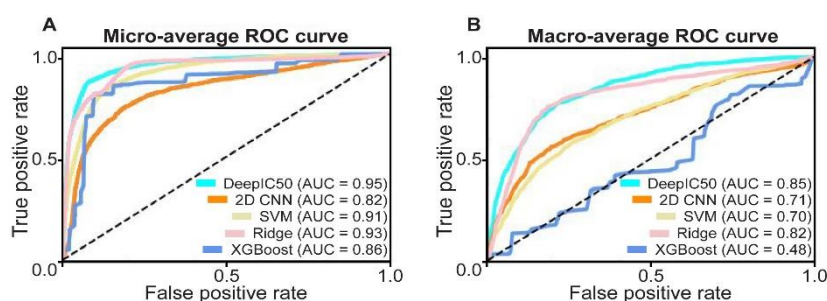 A
Micro-average ROC curve
1.0
0.5
0.0
True positive rate
DeepIC50 (AUC = 0.95)
2D CNN (AUC = 0.82)
SVM (AUC = 0.91)
Ridge (AUC = 0.93)
XGBoost (AUC = 0.86)
0.5
1.0
False positive rate
B
Macro-average ROC curve
1.0
0.5
0.0
True positive rate
DeepIC50 (AUC = 0.85)
2D CNN (AUC = 0.71)
SVM (AUC = 0.70)
Ridge (AUC = 0.82)
XGBoost (AUC = 0.48)
0.5
1.0
False positive rate